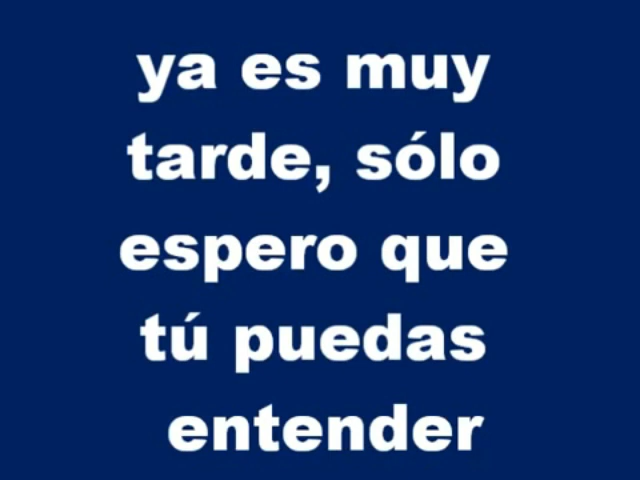 ya es muy
tarde, sólo
espero que
tú puedas
entender